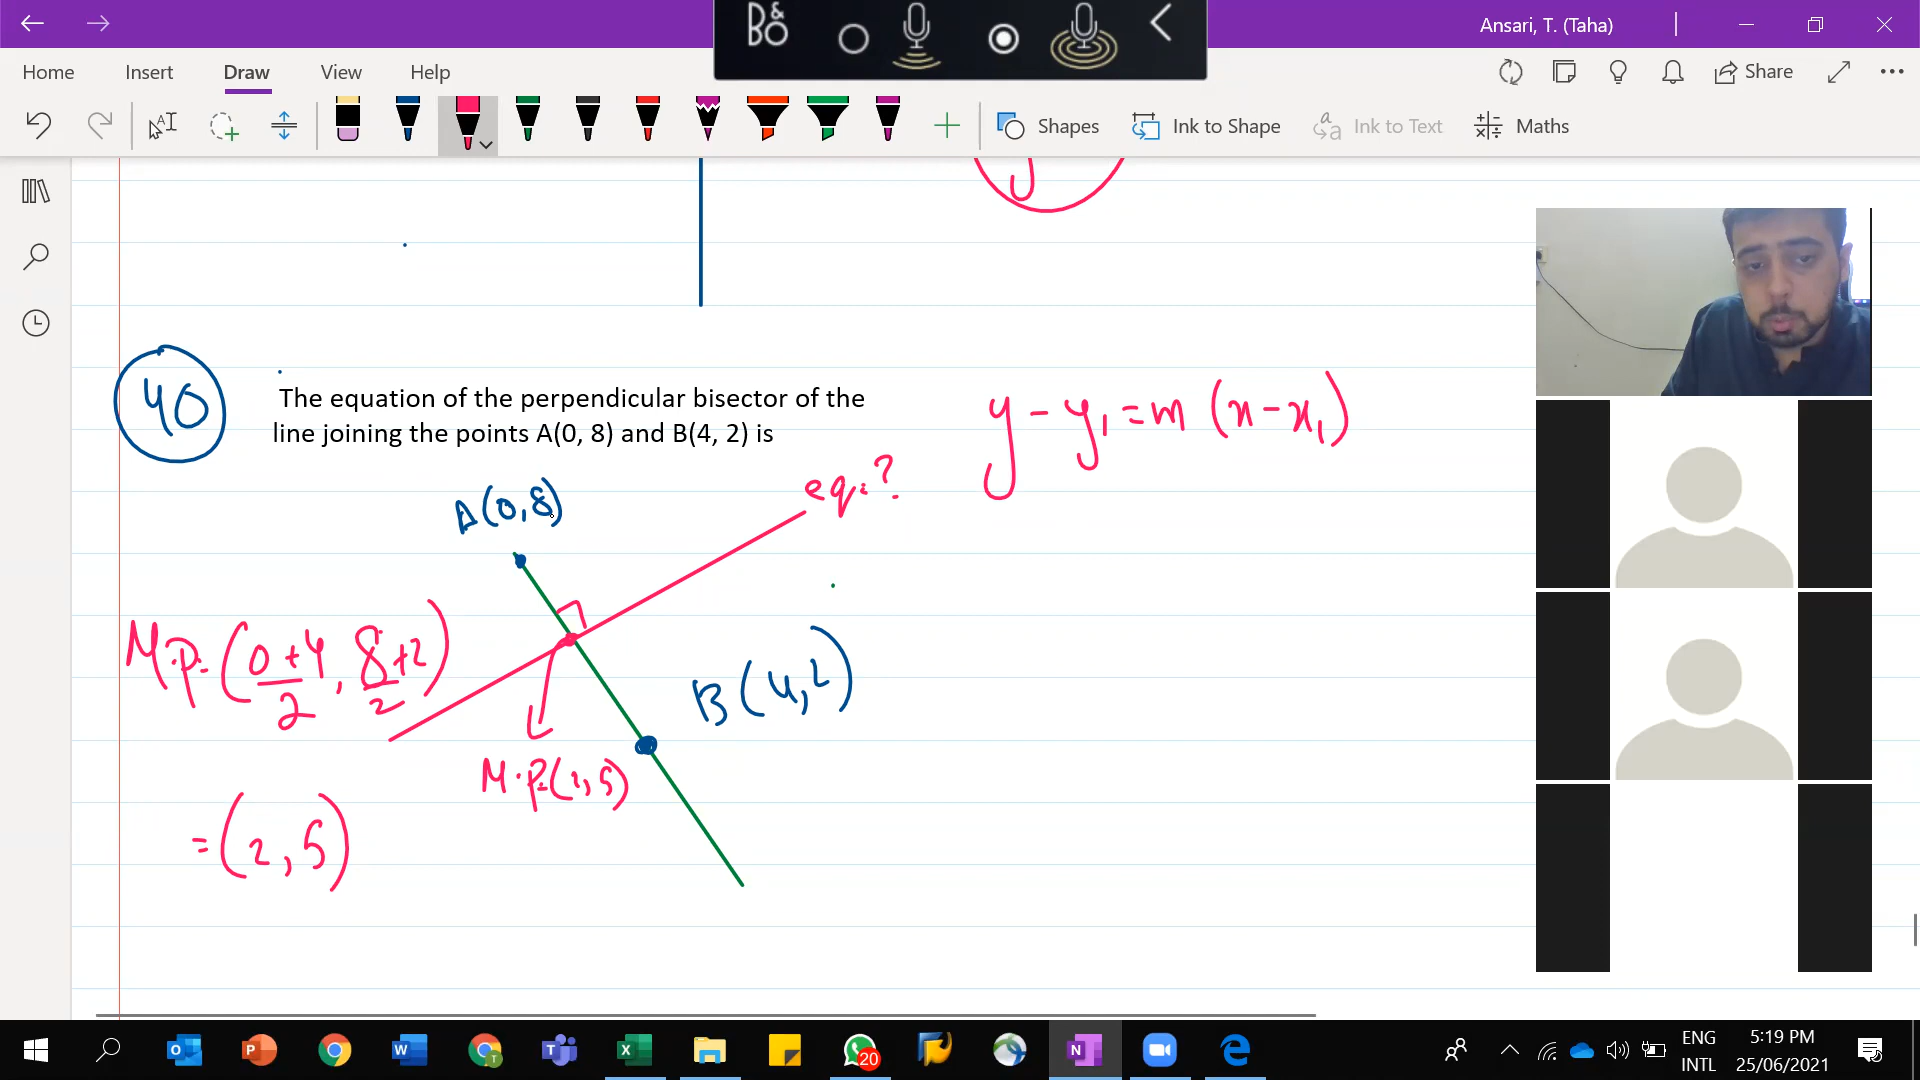 B&O
Ansari, T. (Taha)
Home Insert Draw View Help Share
Shapes Ink to Shape Ink to Text Maths
y
40
The equation of the perpendicular bisector of the
line joining the points A(0, 8) and B(4, 2) is
y - y₁ = m (x - x₁)
eq. ?
A(0,8)
M.P. = (0+4/2, 8+2/2)
B(4,2)
M.P. (2,5)
= (2, 5)
20
ENG
INTL
5:19 PM
25/06/2021